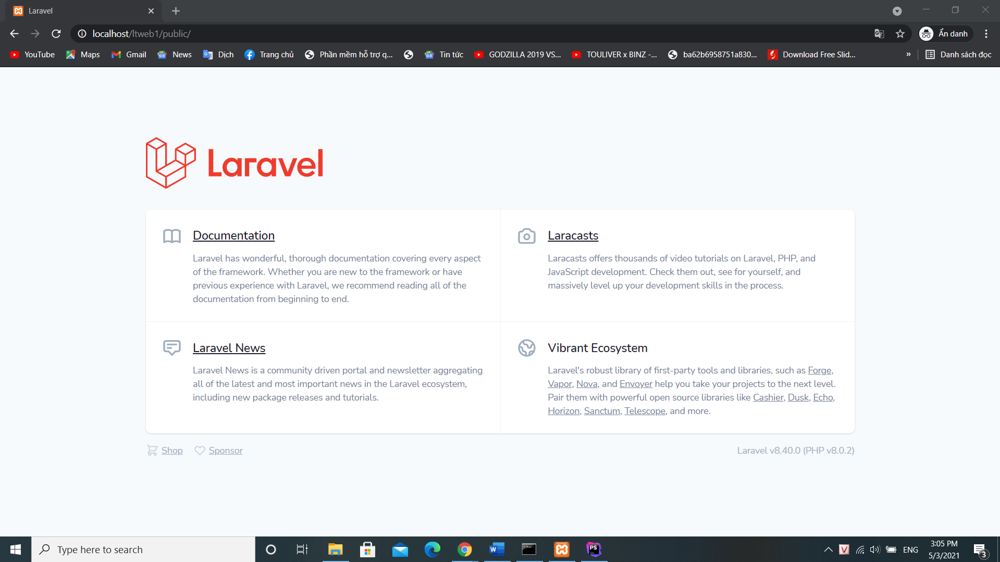 Laravel
localhost/ltweb1/public/
Ẩn danh
YouTube Maps Gmail News Dịch Trang chủ Phần mềm hỗ trợ q... Tin tức GODZILLA 2019 VS... TOULIVER x BINZ -... ba62b6958751a830... Download Free Slid... » Danh sách đọc
Laravel
Documentation
Laravel has wonderful, thorough documentation covering every aspect
of the framework. Whether you are new to the framework or have
previous experience with Laravel, we recommend reading all of the
documentation from beginning to end.
Laracasts
Laracasts offers thousands of video tutorials on Laravel, PHP, and
JavaScript development. Check them out, see for yourself, and
massively level up your development skills in the process.
Laravel News
Laravel News is a community driven portal and newsletter aggregating
all of the latest and most important news in the Laravel ecosystem,
including new package releases and tutorials.
Vibrant Ecosystem
Laravel's robust library of first-party tools and libraries, such as Forge,
Vapor, Nova, and Envoyer help you take your projects to the next level.
Pair them with powerful open source libraries like Cashier, Dusk, Echo,
Horizon, Sanctum, Telescope, and more.
Shop Sponsor
Laravel v8.40.0 (PHP v8.0.2)
Type here to search
W
PS
V
ENG
3:05 PM
5/3/2021
3